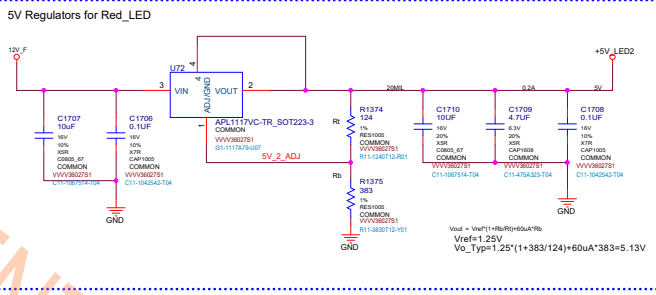 5V Regulators for Red_LED
12V_F
+5V_LED2
4
U72
4
3
VIN
ADJ/GND
VOUT
2
20MIL
0.2A
5V
1
APL1117VC-TR_SOT223-3
COMMON
VVVV36027S1
I31-1117A79-U07
5V_2_ADJ
C1707
10uF
16V
10%
X5R
C0805_67
COMMON
VVVV36027S1
C11-1067514-T04
C1706
0.1UF
16V
10%
X7R
CAP1005
COMMON
VVVV36027S1
C11-1042542-T04
GND
Rt
R1374
124
1%
RES1005
COMMON
VVVV36027S1
R11-1240T12-R01
Rb
R1375
383
1%
RES1005
COMMON
VVVV36027S1
R11-3830T12-Y01
GND
C1710
10UF
16V
20%
X5R
C0805_67
COMMON
VVVV36027S1
C11-1067514-T04
C1709
4.7UF
6.3V
20%
X5R
CAP1608
COMMON
VVVV36027S1
C11-475A323-T04
C1708
0.1UF
16V
10%
X7R
CAP1005
COMMON
VVVV36027S1
C11-1042542-T04
GND
Vout = Vref*(1+Rb/Rt)+60uA*Rb
Vref=1.25V
Vo_Typ=1.25*(1+383/124)+60uA*383=5.13V